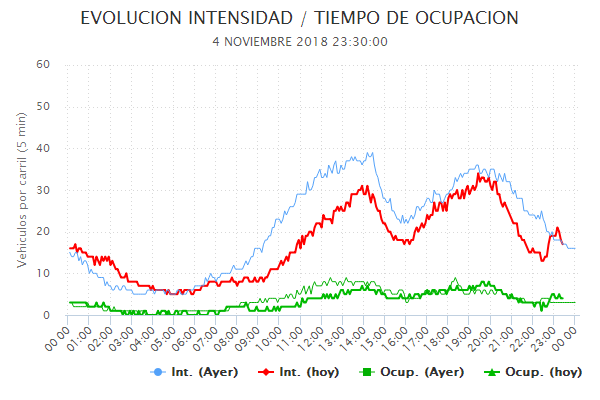 EVOLUCION INTENSIDAD / TIEMPO DE OCUPACION
4 NOVIEMBRE 2018 23:30:00
Vehiculos por carril (5 min)
60
50
40
30
20
10
0
00:00 01:00 02:00 03:00 04:00 05:00 06:00 07:00 08:00 09:00 10:00 11:00 12:00 13:00 14:00 15:00 16:00 17:00 18:00 19:00 20:00 21:00 22:00 23:00 00:00
Int. (Ayer) Int. (hoy) Ocup. (Ayer) Ocup. (hoy)